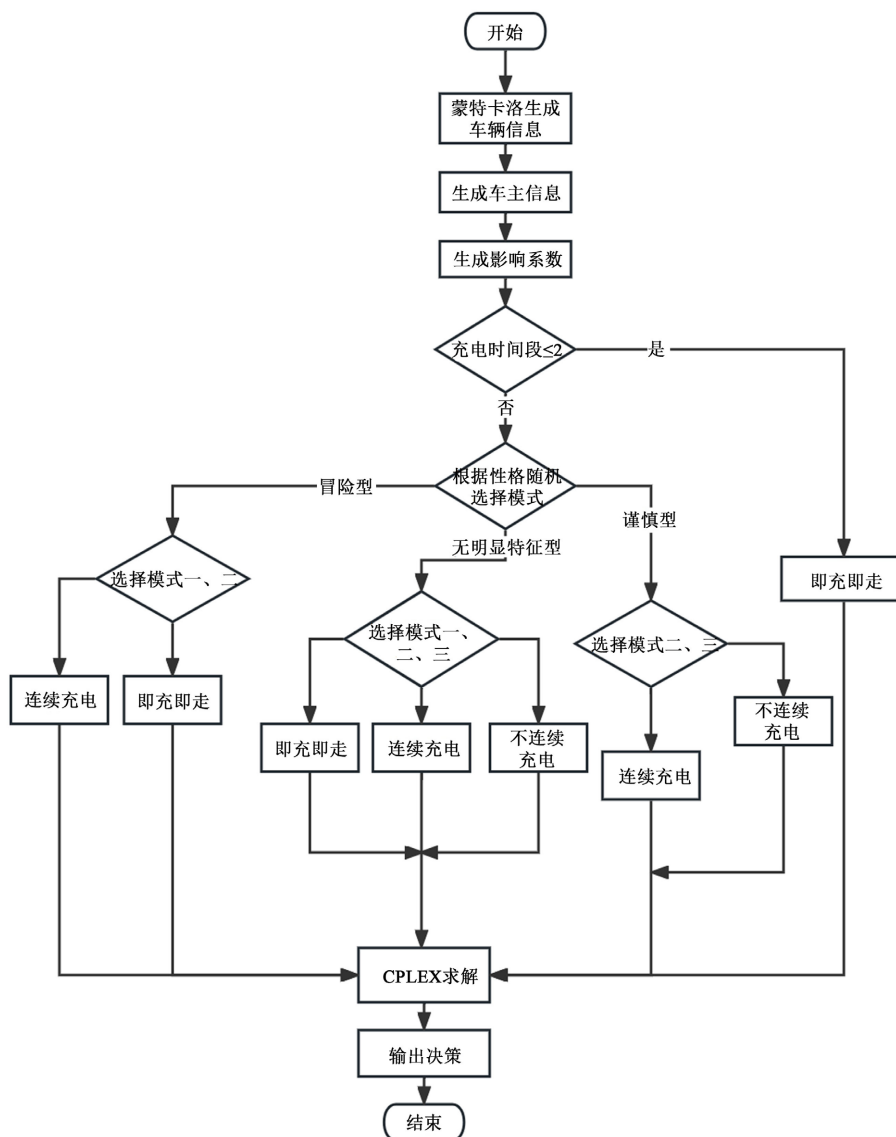 开始
蒙特卡洛生成
车辆信息
生成车主信息
生成影响系数
充电时间段≤2
是
否
根据性格随机
选择模式
冒险型
无明显特征型
谨慎型
选择模式一、二
选择模式一、
二、三
选择模式二、三
即充即走
连续充电
即充即走
即充即走
连续充电
不连续
充电
连续充电
不连续
充电
CPLEX求解
输出决策
结束